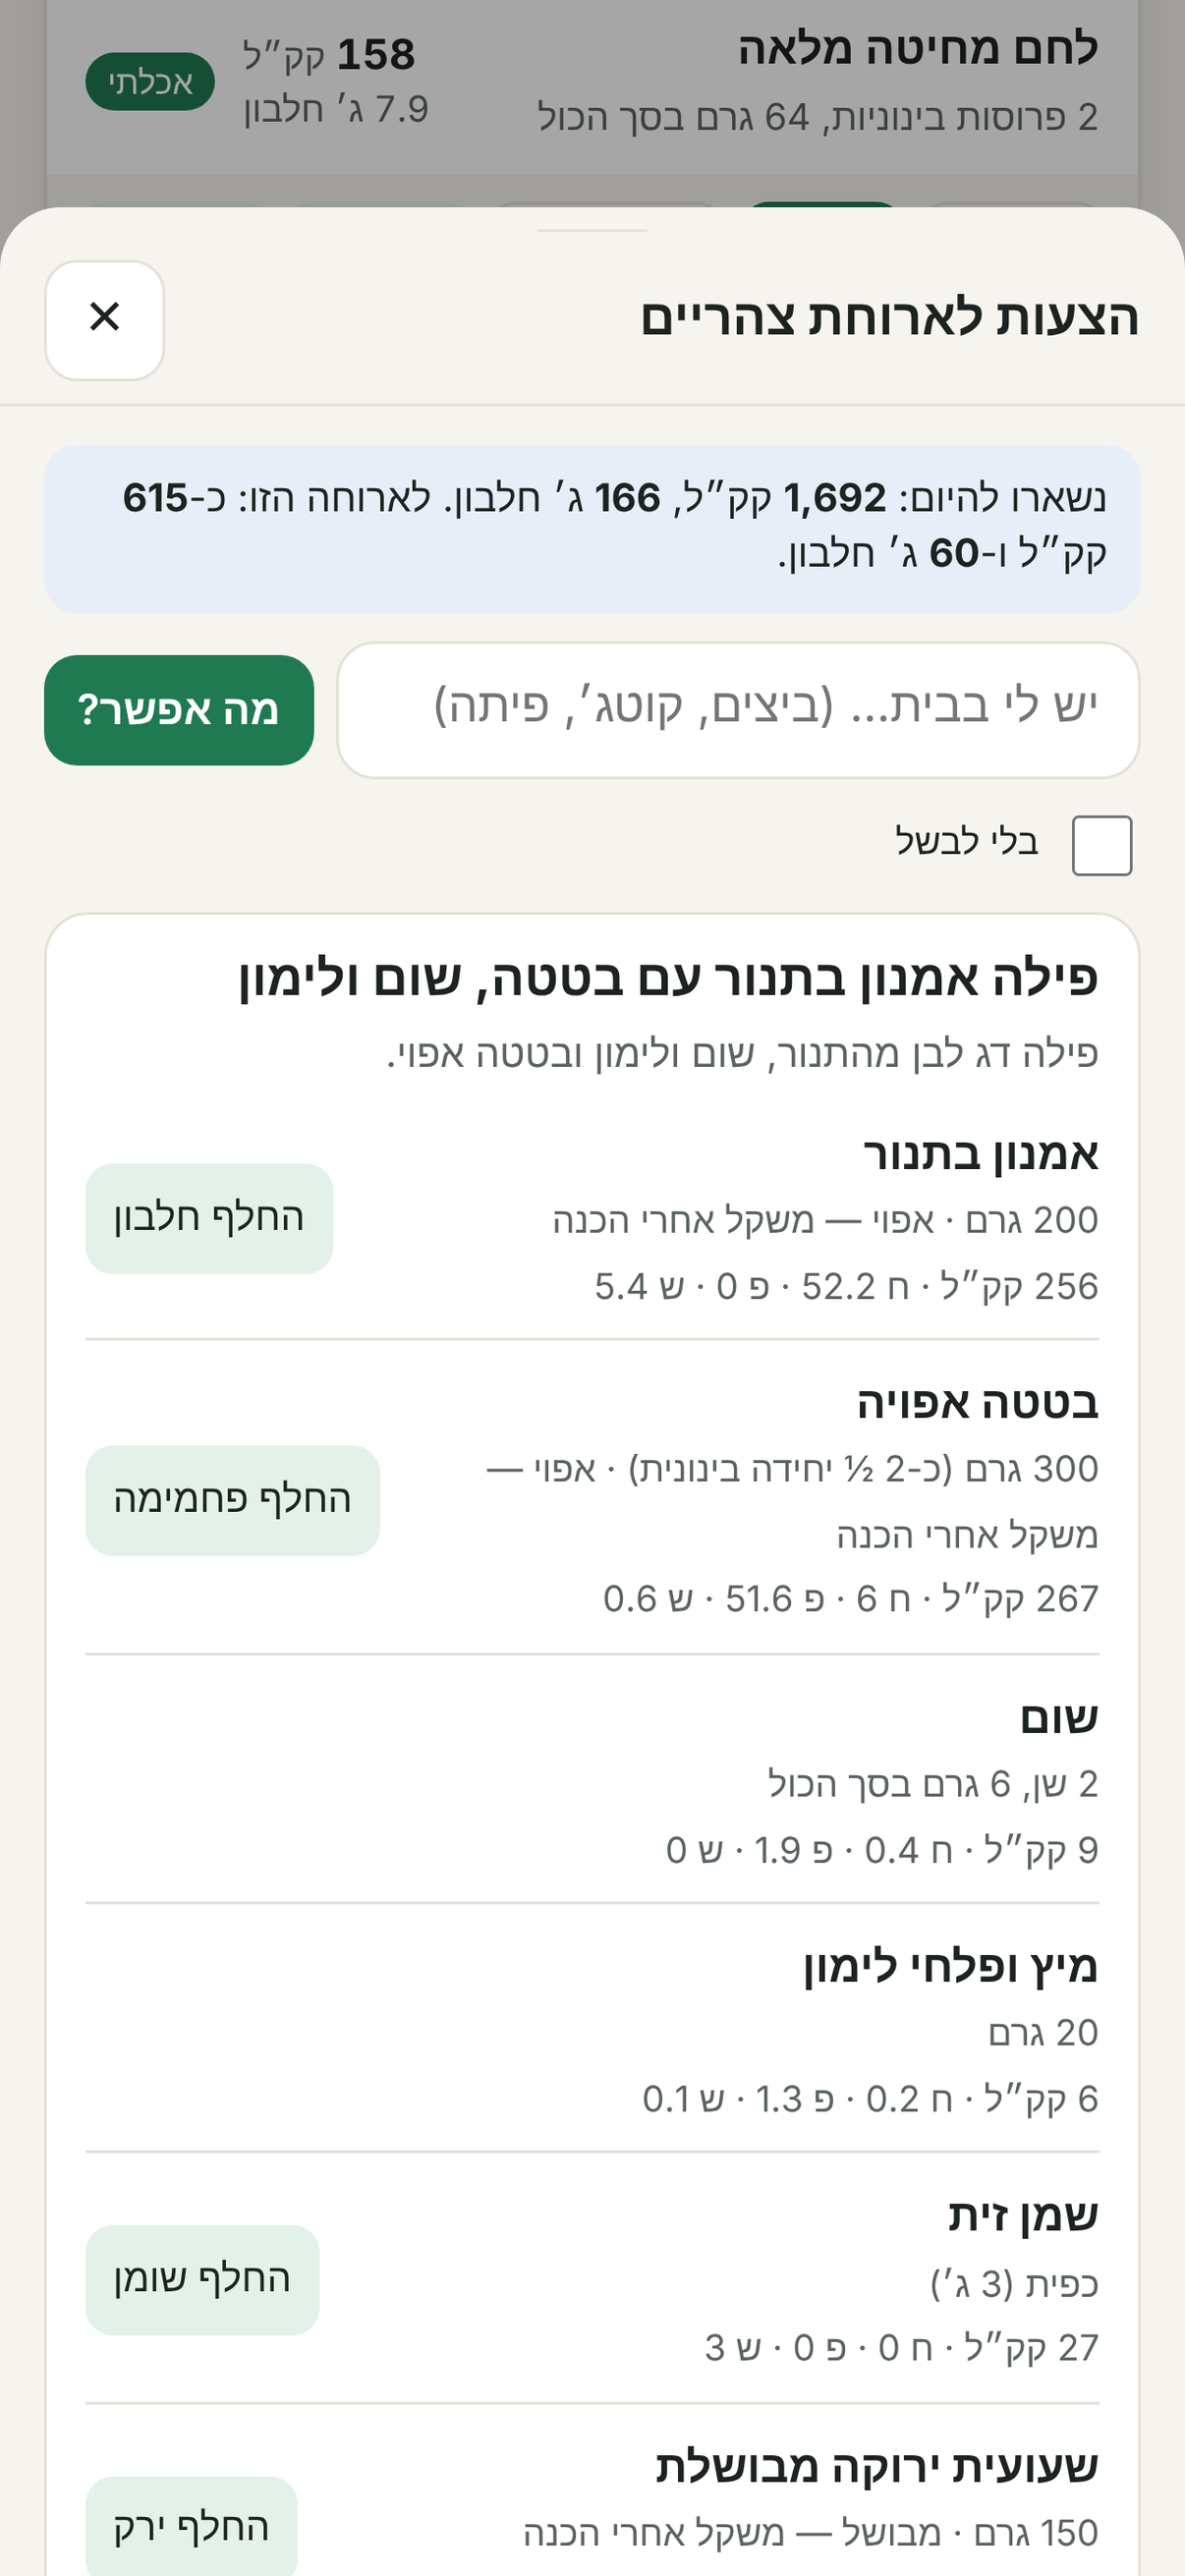 לחם מחיטה מלאה
158 קק״ל
אכלתי
2 פרוסות בינוניות, 64 גרם בסך הכול
7.9 ג׳ חלבון
הצעות לארוחת צהריים
×
נשארו להיום: 1,692 קק״ל, 166 ג׳ חלבון. לארוחה הזו: כ-615
קק״ל ו-60 ג׳ חלבון.
יש לי בבית... (ביצים, קוטג׳, פיתה)
מה אפשר?
בלי לבשל
פילה אמנון בתנור עם בטטה, שום ולימון
פילה דג לבן מהתנור, שום ולימון ובטטה אפוי.
אמנון בתנור
200 גרם · אפוי — משקל אחרי הכנה
256 קק״ל · ח 52.2 · פ 0 · ש 5.4
החלף חלבון
בטטה אפויה
300 גרם (כ-2 ½ יחידה בינונית) · אפוי —
משקל אחרי הכנה
267 קק״ל · ח 6 · פ 51.6 · ש 0.6
החלף פחמימה
שום
2 שן, 6 גרם בסך הכול
9 קק״ל · ח 0.4 · פ 1.9 · ש 0
מיץ ופלחי לימון
20 גרם
6 קק״ל · ח 0.2 · פ 1.3 · ש 0.1
שמן זית
כפית (3 ג׳)
27 קק״ל · ח 0 · פ 0 · ש 3
החלף שומן
שעועית ירוקה מבושלת
150 גרם · מבושל — משקל אחרי הכנה
החלף ירק